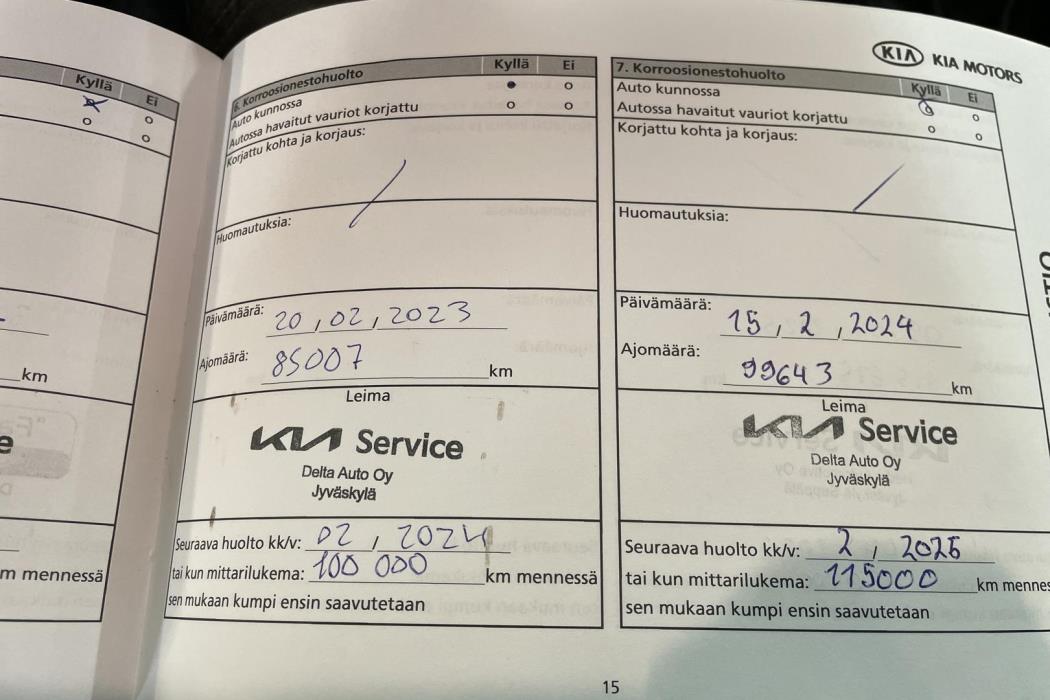 Kyllä Ei
km
e
m mennessä
6. Korroosionestohuolto Kyllä Ei
Auto kunnossa
Autossa havaitut vauriot korjattu
Korjattu kohta ja korjaus:
Huomautuksia:
Päivämäärä: 20, 02, 2023
Ajomäärä: 85007 km
Leima
KIA Service
Delta Auto Oy
Jyväskylä
Seuraava huolto kk/v: 02, 2024
tai kun mittarilukema: 100 000 km mennessä
sen mukaan kumpi ensin saavutetaan
KIA KIA MOTORS
7. Korroosionestohuolto Kyllä Ei
Auto kunnossa
Autossa havaitut vauriot korjattu
Korjattu kohta ja korjaus:
Huomautuksia:
Päivämäärä: 15, 2, 2024
Ajomäärä: 99643 km
Leima
KIA Service
Delta Auto Oy
Jyväskylä
Seuraava huolto kk/v: 2, 2025
tai kun mittarilukema: 115000 km mennes
sen mukaan kumpi ensin saavutetaan
15